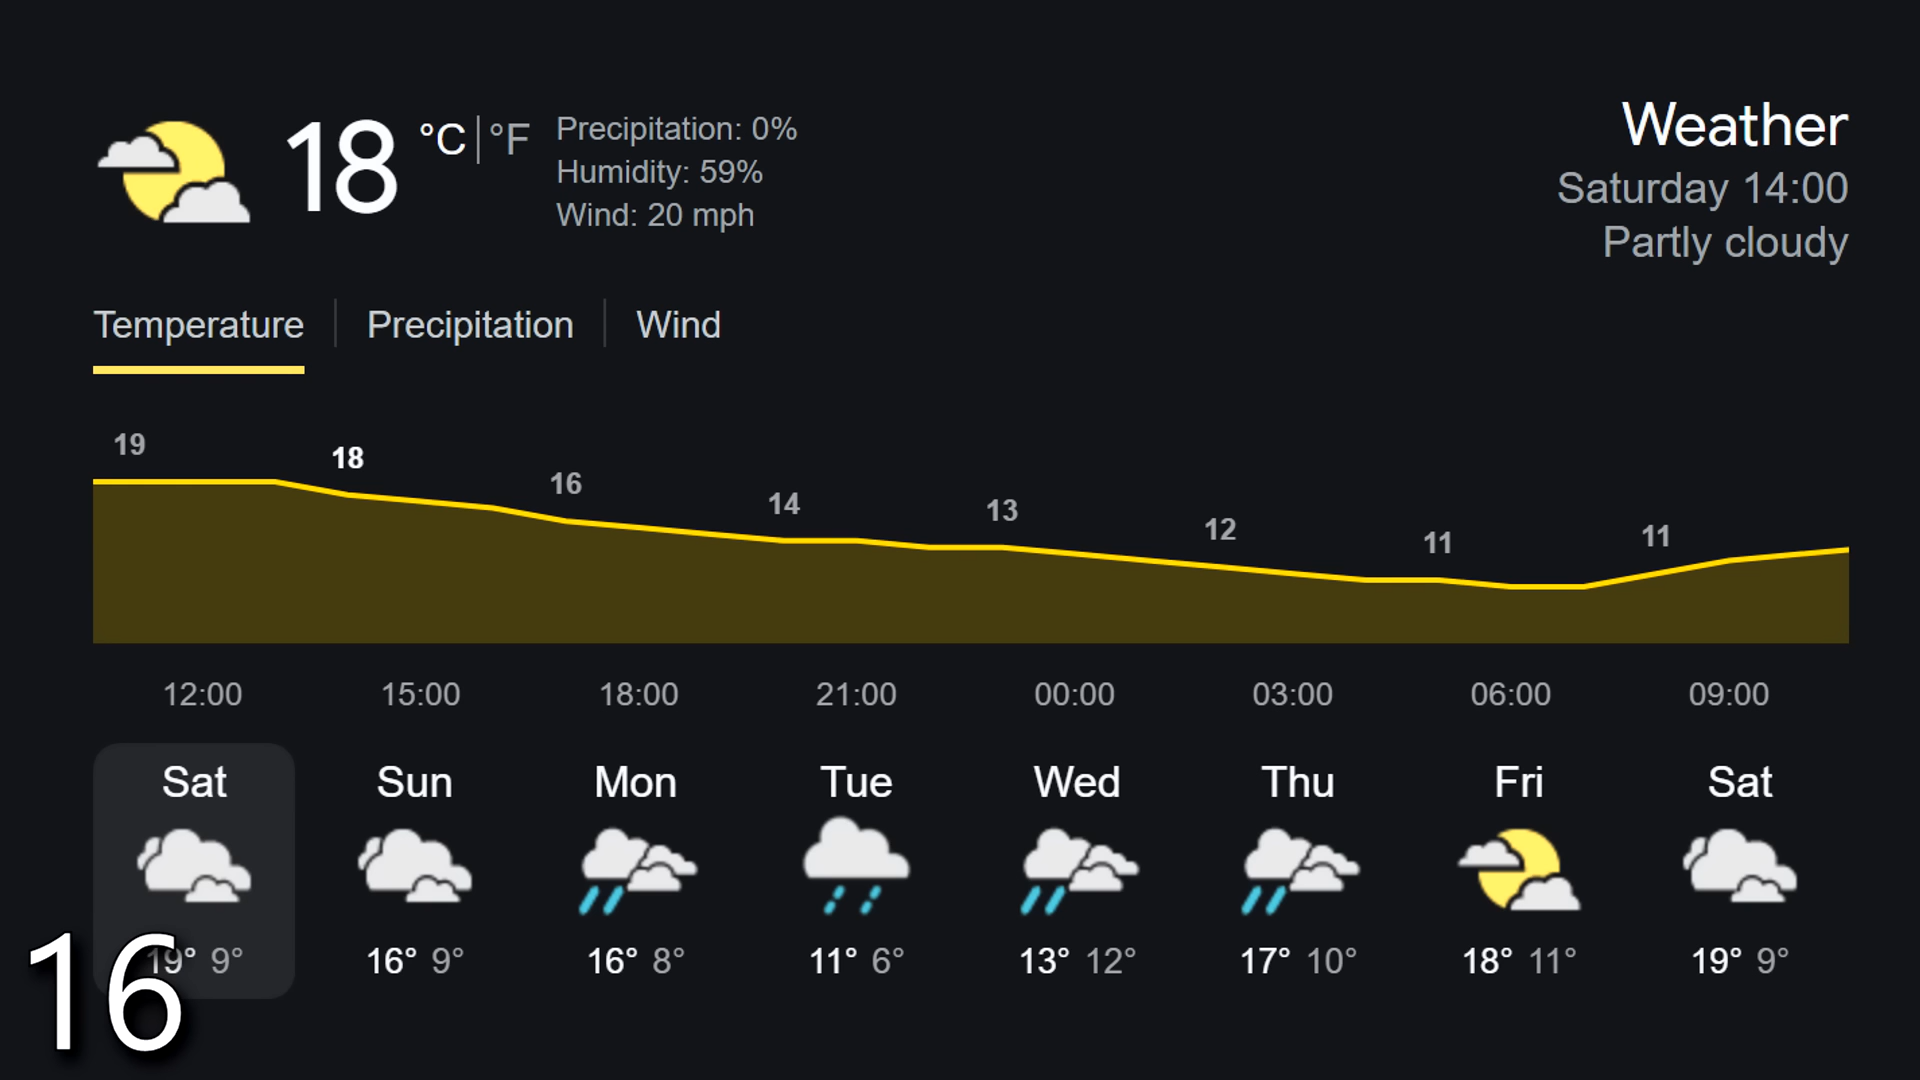 18 °C|°F
Precipitation: 0%
Humidity: 59%
Wind: 20 mph
Weather
Saturday 14:00
Partly cloudy
Temperature | Precipitation | Wind
19 18 16 14 13 12 11 11
12:00 15:00 18:00 21:00 00:00 03:00 06:00 09:00
Sat Sun Mon Tue Wed Thu Fri Sat
19° 9° 16° 9° 16° 8° 11° 6° 13° 12° 17° 10° 18° 11° 19° 9°
16